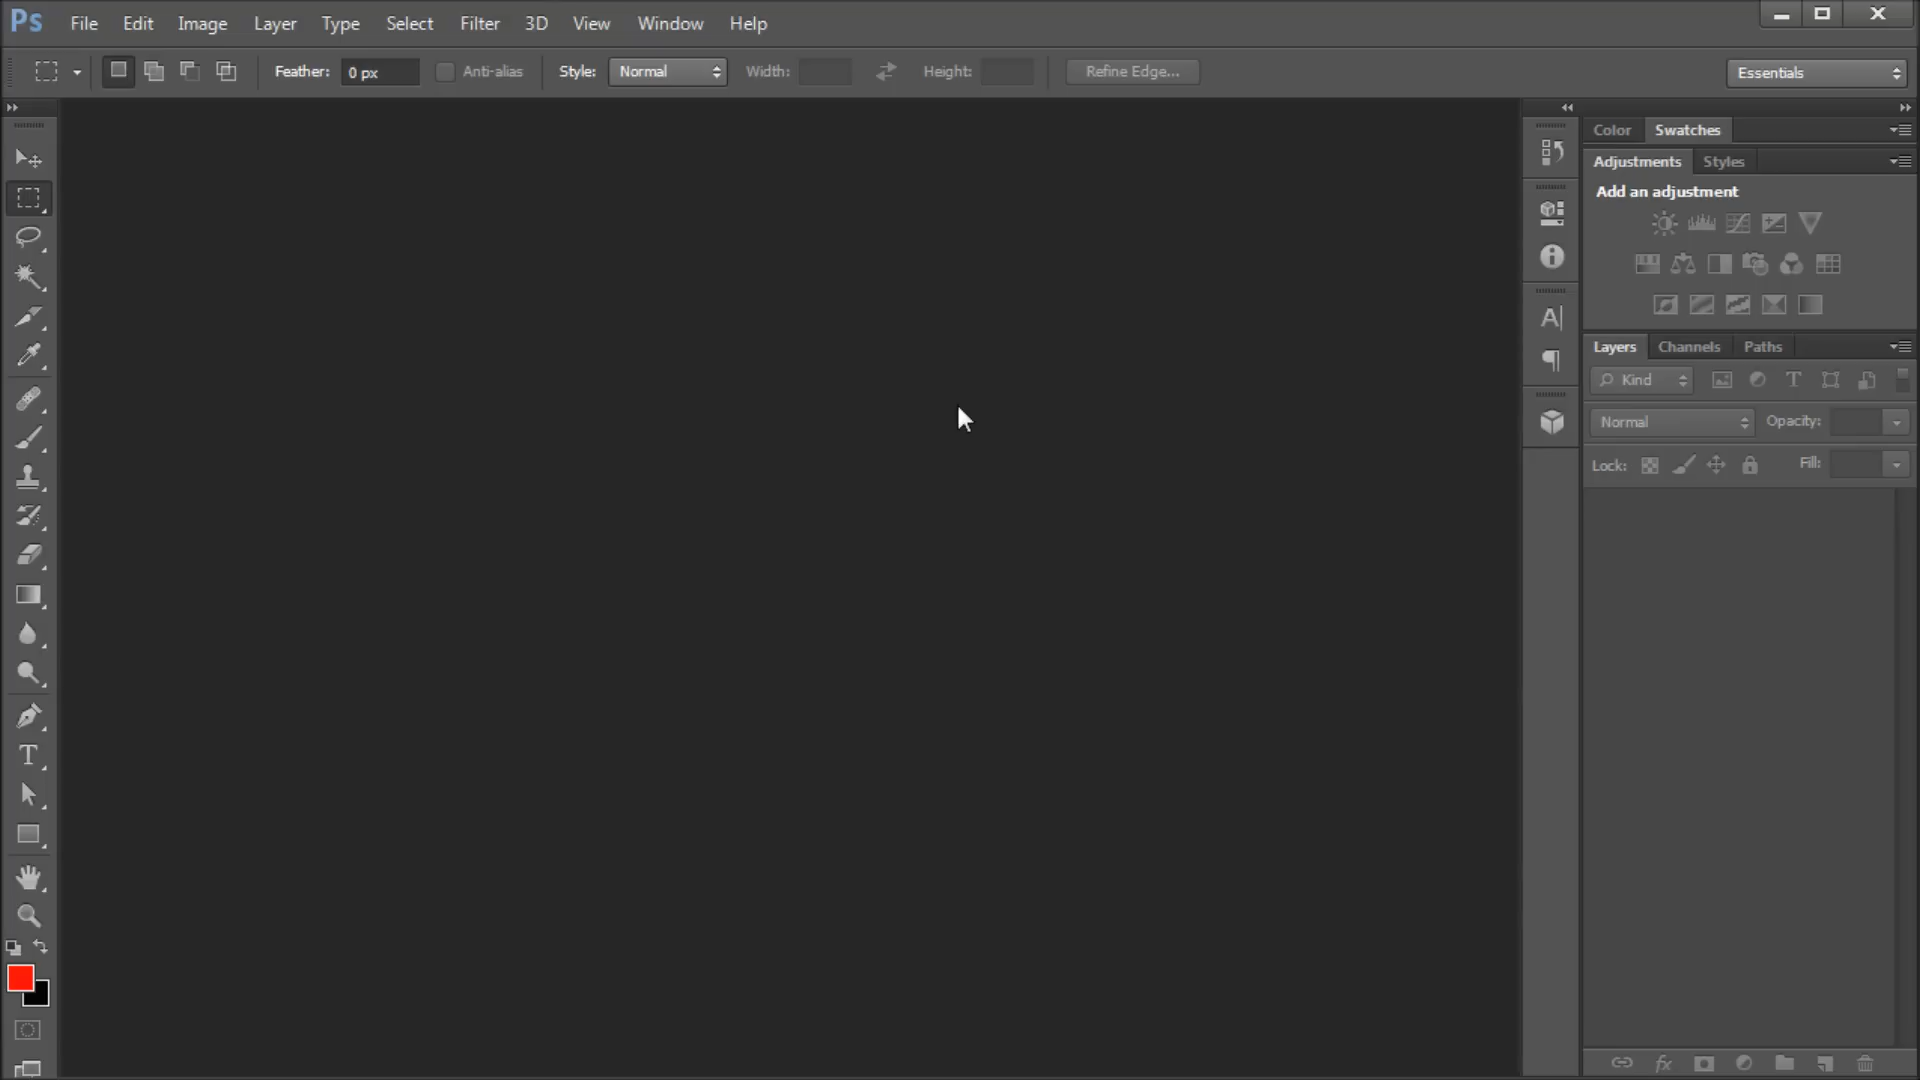 Ps File Edit Image Layer Type Select Filter 3D View Window Help
Feather: 0 px Anti-alias Style: Normal Width: Height: Refine Edge... Essentials
Color Swatches
Adjustments Styles
Add an adjustment
Layers Channels Paths
Kind
Normal Opacity:
Lock: Fill: